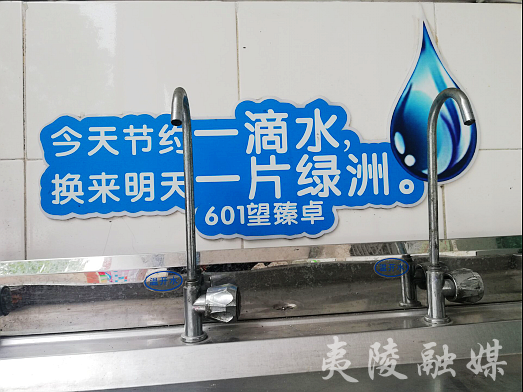 今天节约一滴水,
换来明天一片绿洲。
601望臻卓
夷陵融媒